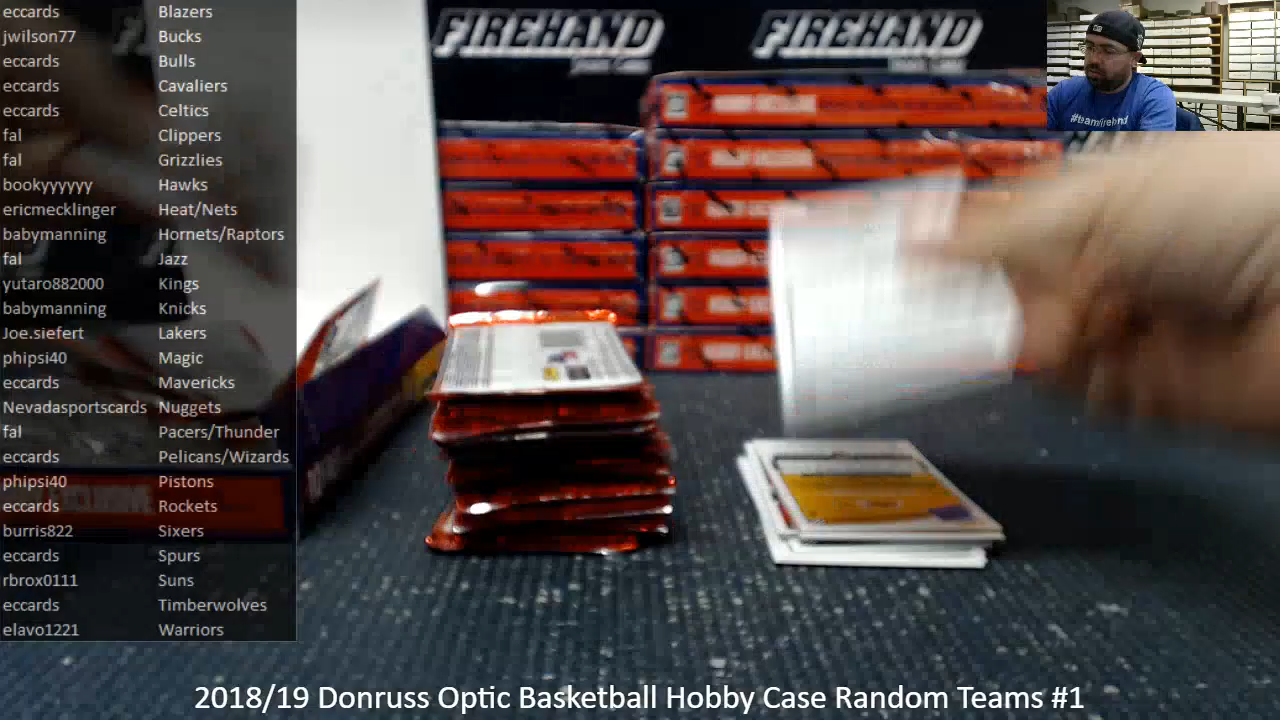 eccards Blazers
jwilson77 Bucks
eccards Bulls
eccards Cavaliers
eccards Celtics
fal Clippers
fal Grizzlies
bookyyyyyy Hawks
ericmecklinger Heat/Nets
babymanning Hornets/Raptors
fal Jazz
yutaro882000 Kings
babymanning Knicks
Joe.siefert Lakers
phipsi40 Magic
eccards Mavericks
Nevadasportscards Nuggets
fal Pacers/Thunder
eccards Pelicans/Wizards
phipsi40 Pistons
eccards Rockets
burris822 Sixers
eccards Spurs
rbrox0111 Suns
eccards Timberwolves
elavo1221 Warriors
FIREHAND FIREHAND
2018/19 Donruss Optic Basketball Hobby Case Random Teams #1